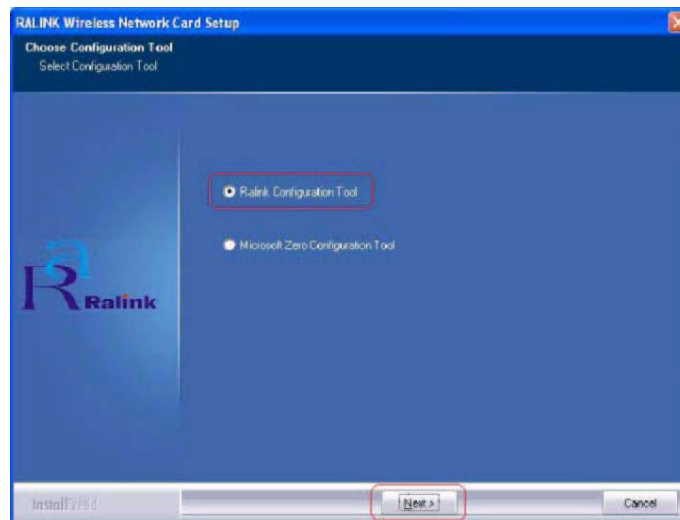 RALINK Wireless Network Card Setup
Choose Configuration Tool
Select Configuration Tool
Ralink Configuration Tool
Microsoft Zero Configuration Tool
Ralink
InstallShield
Next >
Cancel